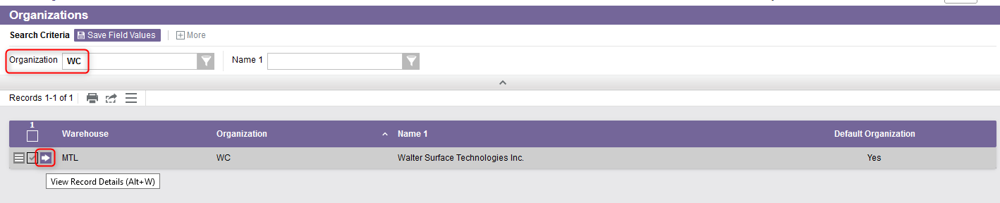 Organizations
Search Criteria Save Field Values More
Organization WC Name 1
Records 1-1 of 1
1
Warehouse Organization Name 1 Default Organization
MTL WC Walter Surface Technologies Inc. Yes
View Record Details (Alt+W)